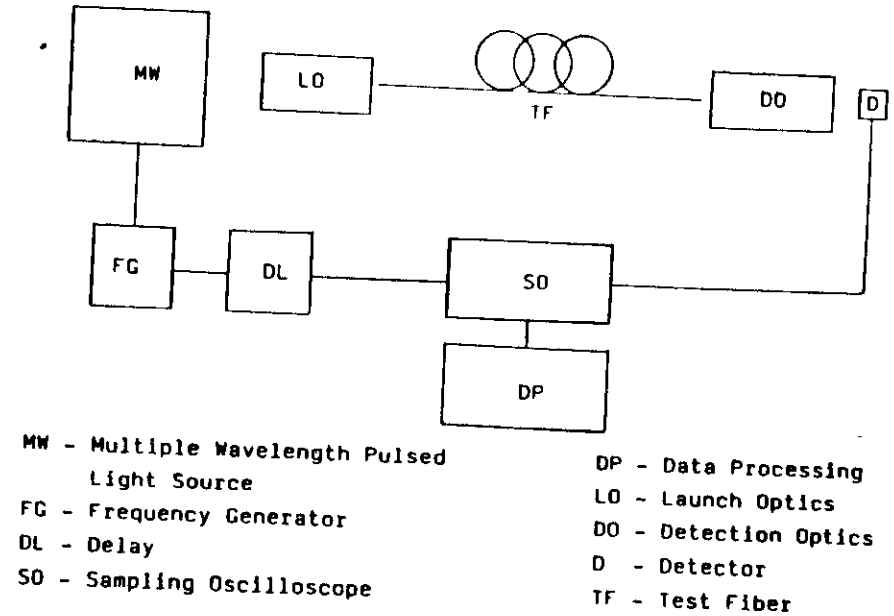 MW
LO
TF
DO
D
FG
DL
SO
DP
MW - Multiple Wavelength Pulsed
Light Source
FG - Frequency Generator
DL - Delay
SO - Sampling Oscilloscope
DP - Data Processing
LO - Launch Optics
DO - Detection Optics
D - Detector
TF - Test Fiber